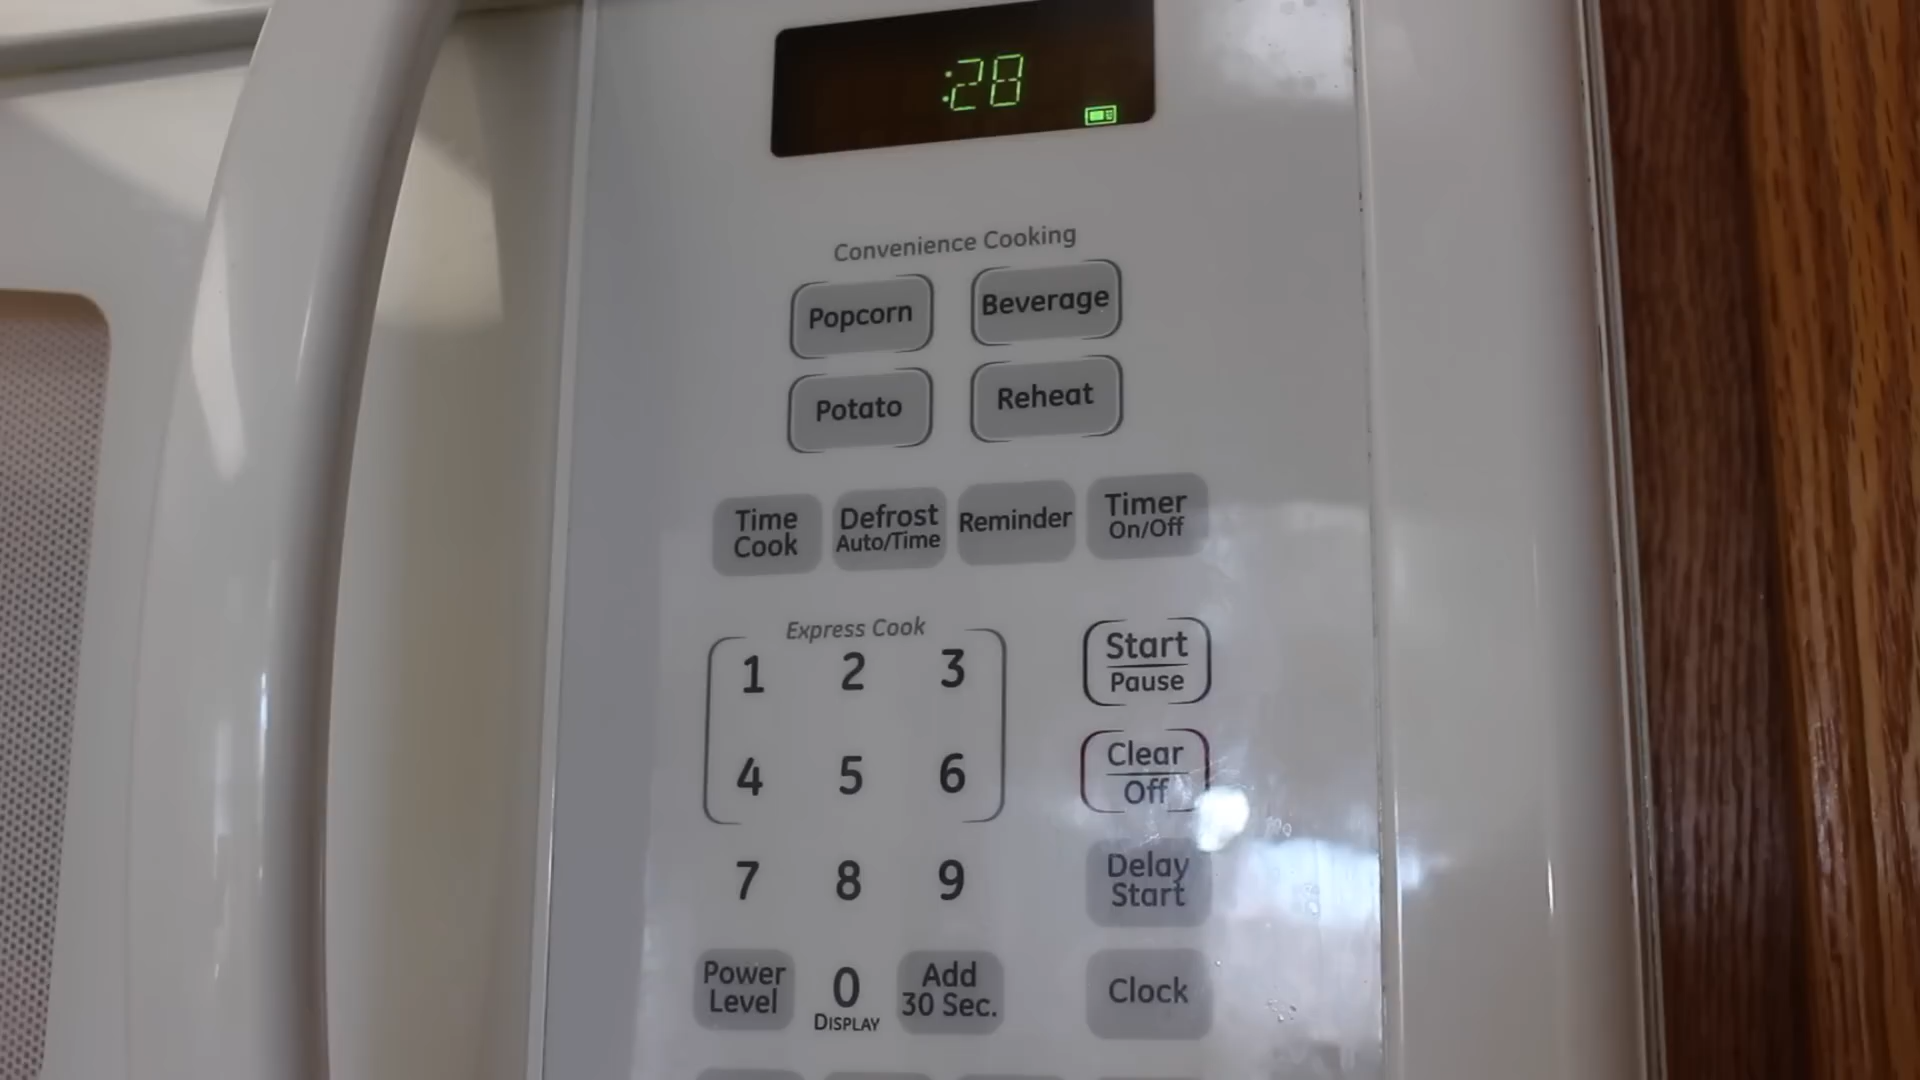 :28
Convenience Cooking
Popcorn
Beverage
Potato
Reheat
Time
Cook
Defrost
Auto/Time
Reminder
Timer
On/Off
Express Cook
1 2 3
Start
Pause
4 5 6
Clear
Off
7 8 9
Delay
Start
Power
Level
0
DISPLAY
Add
30 Sec.
Clock